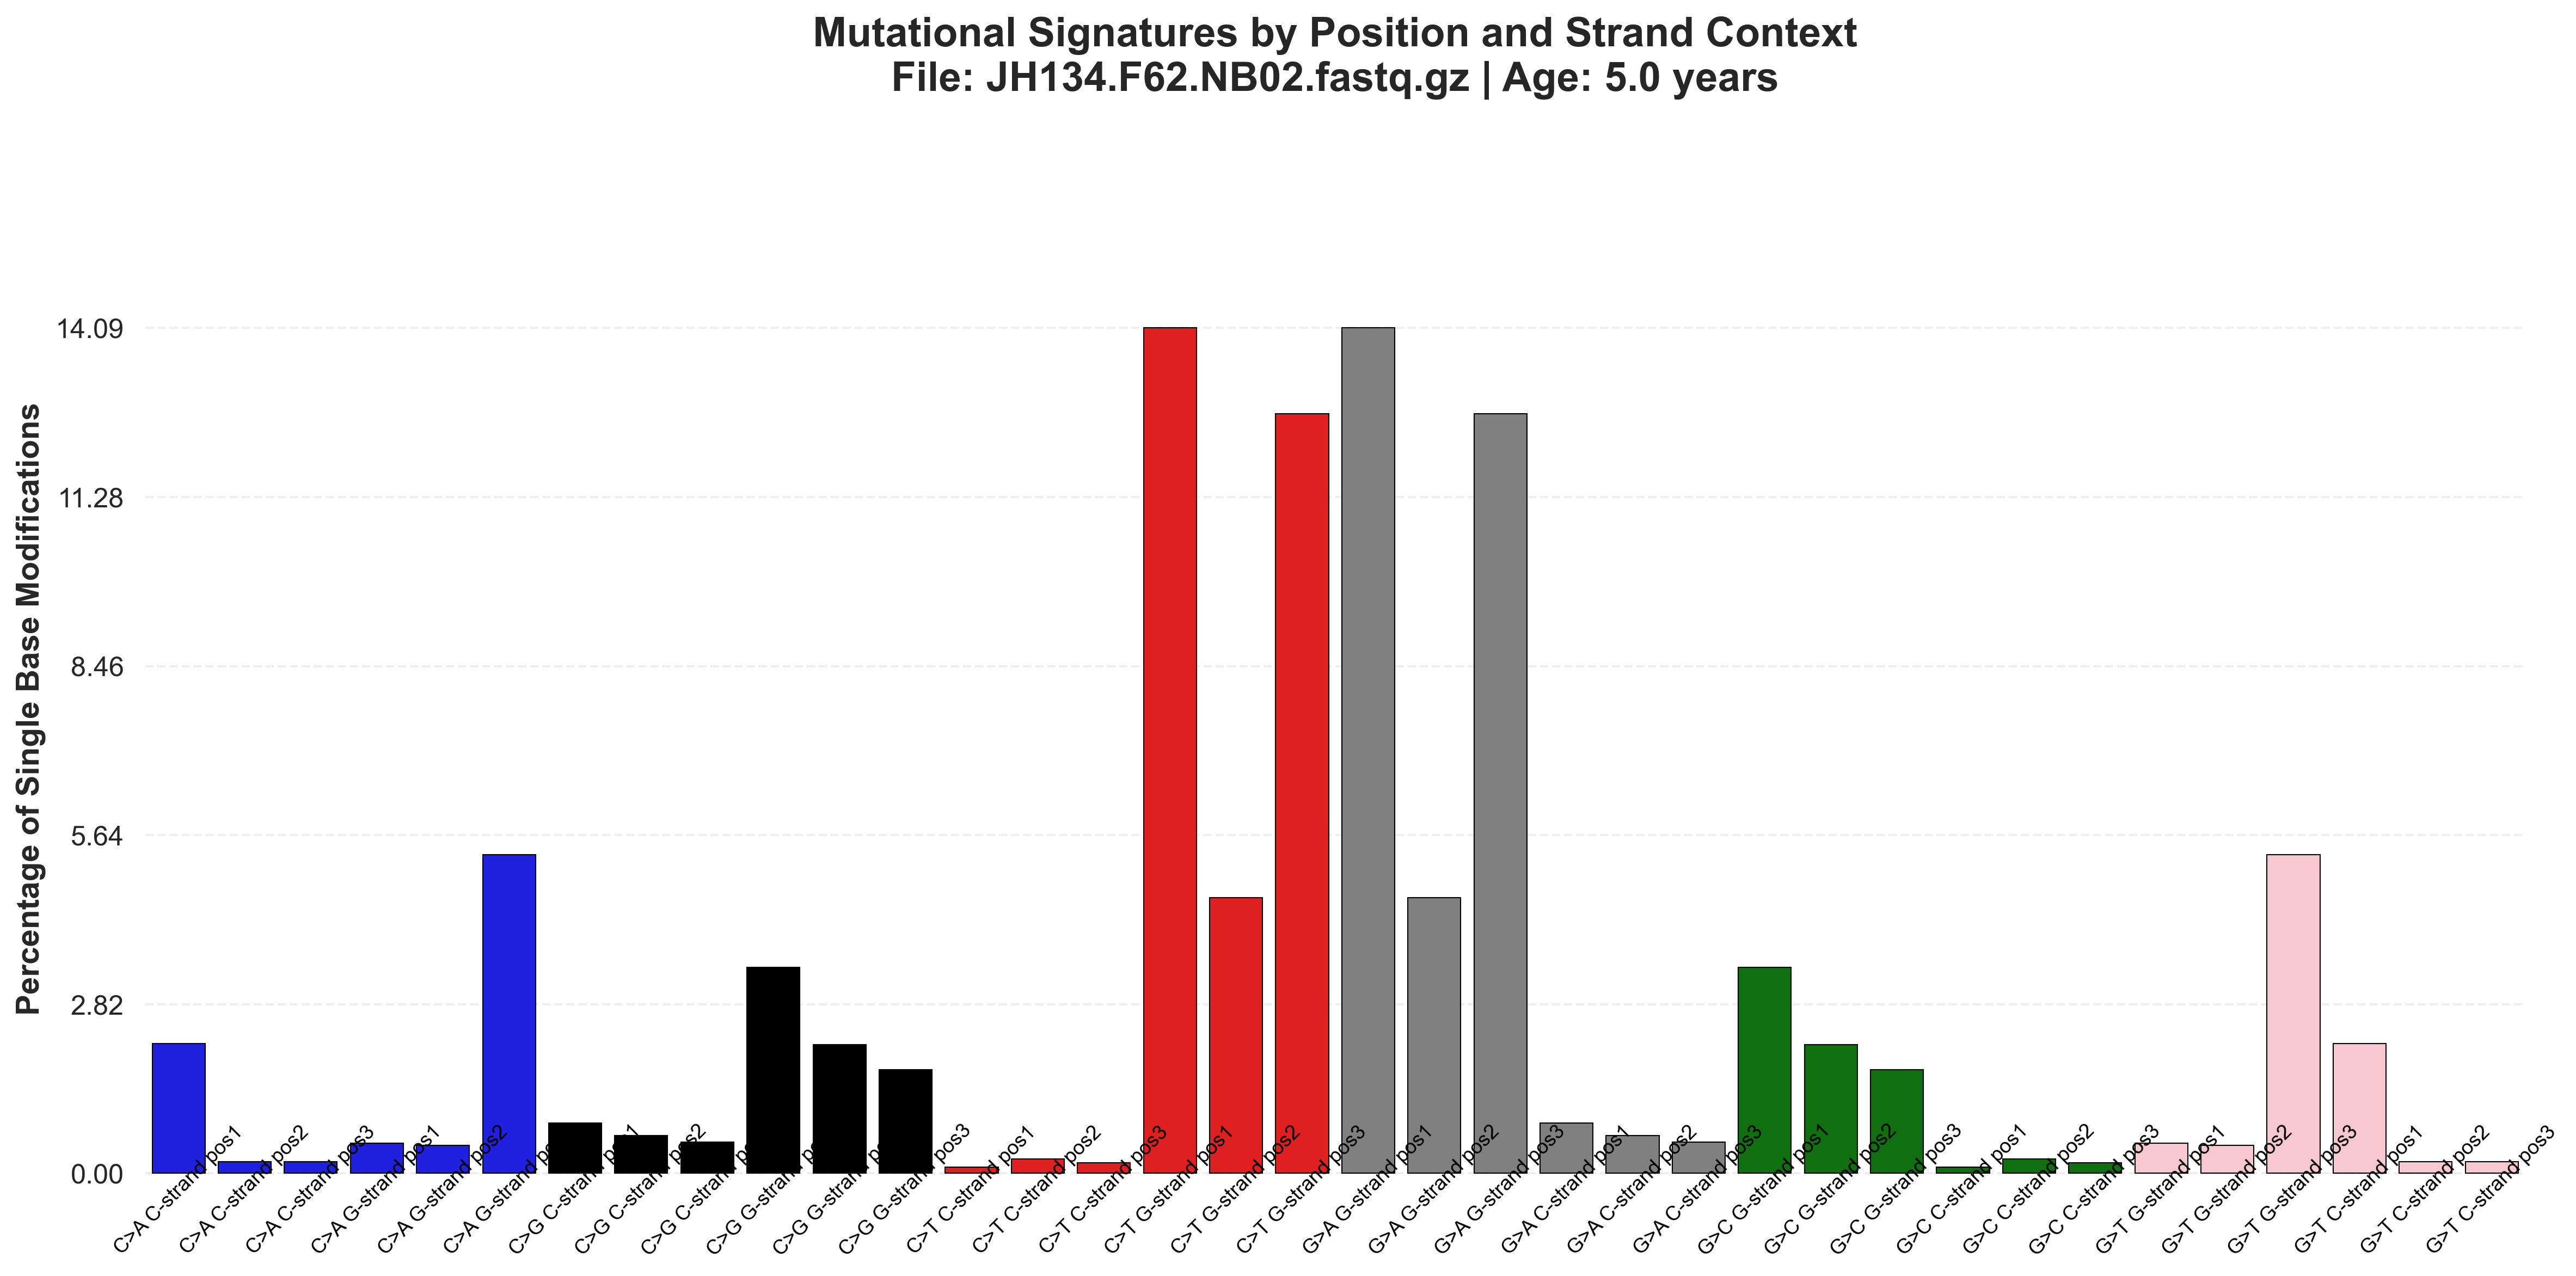 Mutational Signatures by Position and Strand Context
File: JH134.F62.NB02.fastq.gz | Age: 5.0 years
Percentage of Single Base Modifications
14.09
11.28
8.46
5.64
2.82
0.00
C>A C-strand pos1
C>A C-strand pos2
C>A C-strand pos3
C>A G-strand pos1
C>A G-strand pos2
C>A G-strand pos
C>G C-strand pos1
C>G C-strand pos2
C>G C-strand po
C>G G-strand po
C>G G-strand po
C>G G-strand pos3
C>T C-strand pos1
C>T C-strand pos2
C>T C-strand pos3
C>T G-strand pos1
C>T G-strand pos2
C>T G-strand pos3
G>A G-strand pos1
G>A G-strand pos2
G>A G-strand pos3
G>A C-strand pos1
G>A C-strand pos2
G>A C-strand pos3
G>C G-strand pos1
G>C G-strand pos2
G>C G-strand pos3
G>C C-strand pos1
G>C C-strand pos2
G>C C-strand pos3
G>T G-strand pos1
G>T G-strand pos2
G>T G-strand pos3
G>T C-strand pos1
G>T C-strand pos2
G>T C-strand pos3